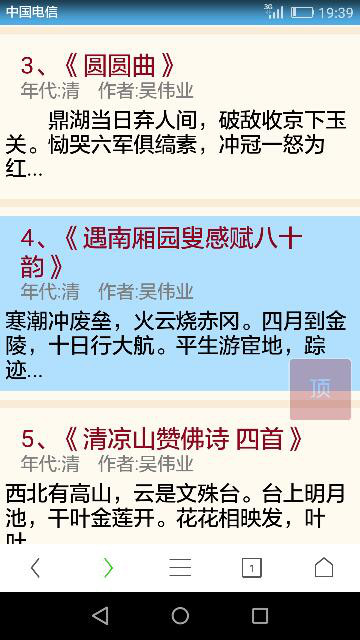 中国电信 3G 19:39
3、《圆圆曲》
年代:清 作者:吴伟业
鼎湖当日弃人间，破敌收京下玉
关。恸哭六军俱缟素，冲冠一怒为
红...
4、《遇南厢园叟感赋八十
韵》
年代:清 作者:吴伟业
寒潮冲废垒，火云烧赤冈。四月到金
陵，十日行大航。平生游宦地，踪
迹...
顶
5、《清凉山赞佛诗 四首》
年代:清 作者:吴伟业
西北有高山，云是文殊台。台上明月
池，千叶金莲开。花花相映发，叶
叶
1